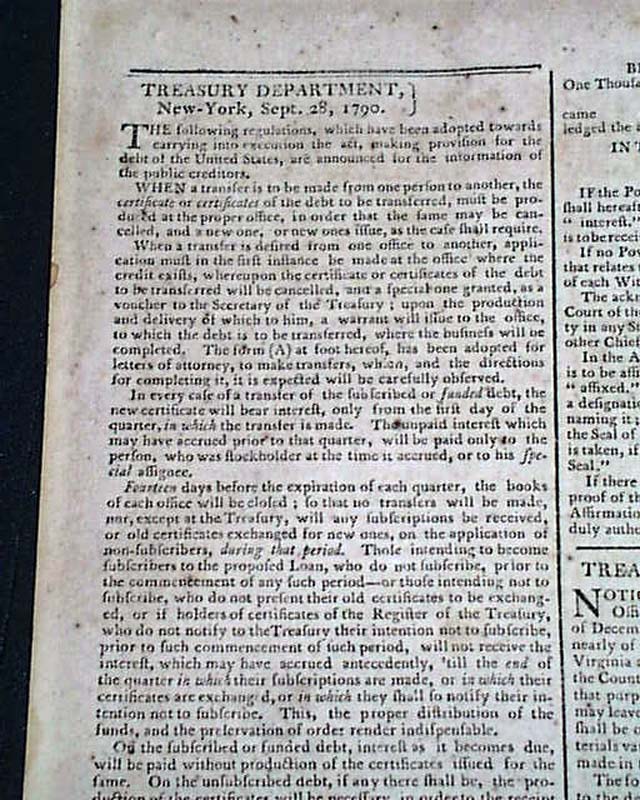 TREASURY DEPARTMENT, }
New-York, Sept. 28, 1790.
THE following regulations, which have been adopted towards
carrying into execution the act, making provision for the
debt of the United States, are announced for the information of
the public creditors.
WHEN a transfer is to be made from one person to another, the
certificate or certificates of the debt to be transferred, must be pro-
duced at the proper office, in order that the same may be can-
celled, and a new one, or new ones issue, as the case shall require.
When a transfer is desired from one office to another, appli-
cation must in the first instance be made at the office where the
credit exists, whereupon the certificate or certificates of the debt
to be transferred will be cancelled, and a special one granted, as a
voucher to the Secretary of the Treasury; upon the production
and delivery of which to him, a warrant will issue to the office,
to which the debt is to be transferred, where the business will be
completed. The form (A) at foot hereof, has been adopted for
letters of attorney, to make transfers, which, and the directions
for completing it, it is expected will be carefully observed.
In every case of a transfer of the subscribed or funded debt, the
new certificate will bear interest, only from the first day of the
quarter, in which the transfer is made. The unpaid interest which
may have accrued prior to that quarter, will be paid only to the
person, who was stockholder at the time it accrued, or to his spe-
cial assignee.
Fourteen days before the expiration of each quarter, the books
of each office will be closed; so that no transfers will be made,
nor, except at the Treasury, will any subscriptions be received,
or old certificates exchanged for new ones, on the application of
non-subscribers, during that period. Those intending to become
subscribers to the proposed Loan, who do not subscribe, prior to
the commencement of any such period—or those intending not to
subscribe, who do not present their old certificates to be exchang-
ed, or if holders of certificates of the Register of the Treasury,
who do not notify to the Treasury their intention not to subscribe,
prior to such commencement of such period, will not receive the
interest, which may have accrued antecedently, 'till the end of
the quarter in which their subscriptions are made, or in which their
certificates are exchanged, or in which they shall so notify their in-
tention not to subscribe. This, the proper distribution of the
funds, and the preservation of order render indispensable.
On the subscribed or funded debt, interest as it becomes due,
will be paid without production of the certificates issued for the
same. On the unsubscribed debt, if any there shall be, the pro-
duction of the certificates will be necessary, in order to the
One
came
ledged the
IN
If the Po
shall hereaf
" interest."
is to be recei
If no Pow
that relates
of each Wit
The ackn
Court of the
ty in any S
other Chief
In the A
is to be affi
" affixed."
a designatio
naming it;
the Seal of
is taken, if
Seal."
If there
proof of th
Affirmation
duly authe
TREA
NOTI
Offi
of Decem
nearly of
Virginia
the Count
that purp
may leave
shall be
terials va
made in
The fo
to the